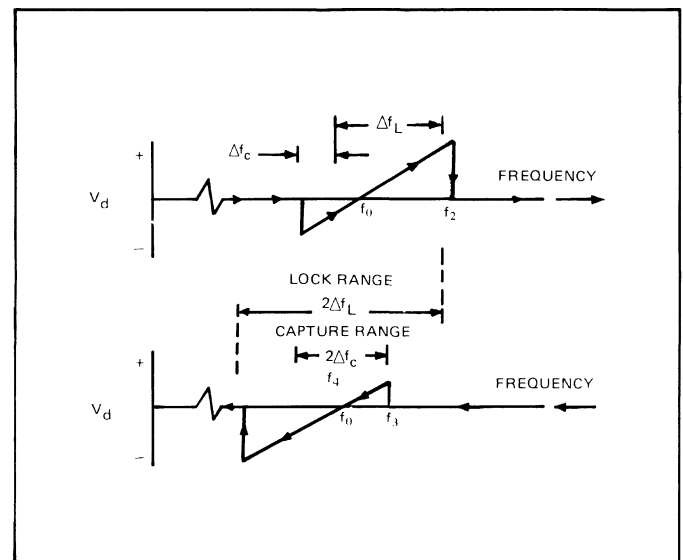 Δf_L
Δf_c
+
FREQUENCY
V_d
f_0
f_2
−
LOCK RANGE
2Δf_L
CAPTURE RANGE
2Δf_c
+
f_4
FREQUENCY
V_d
f_0
f_3
−